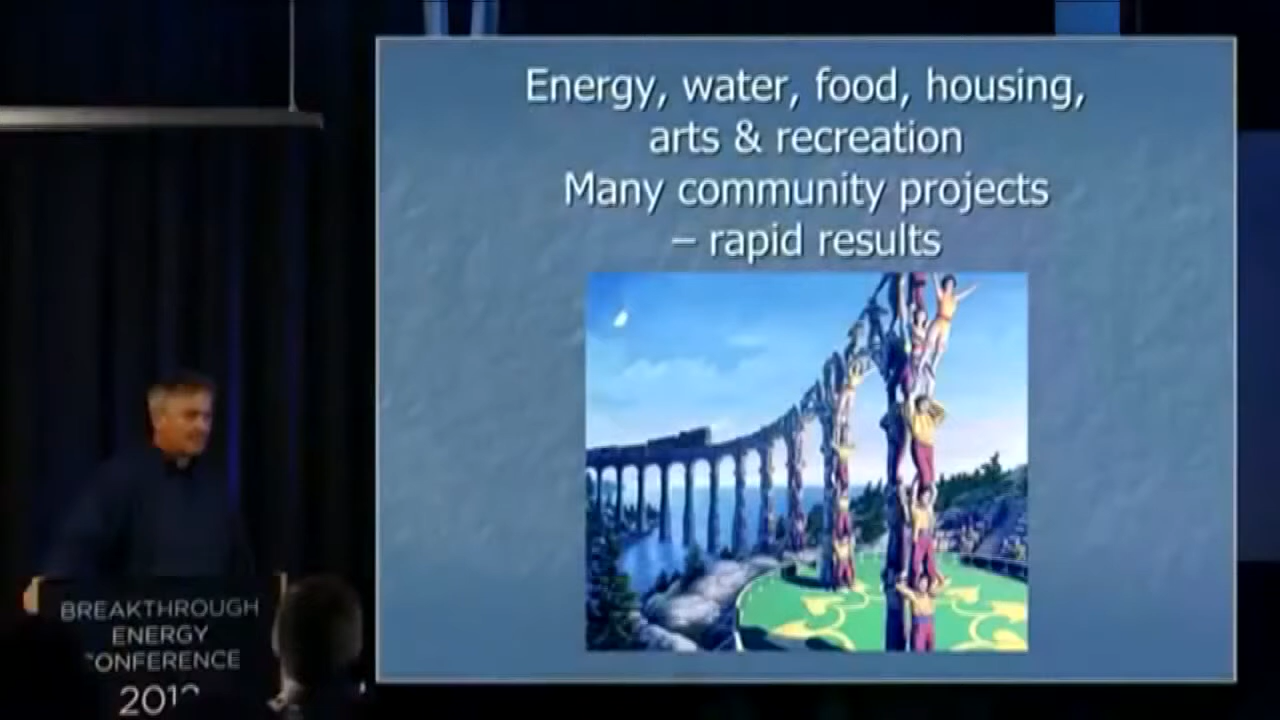 Energy, water, food, housing,
arts & recreation
Many community projects
– rapid results
BREAKTHROUGH
ENERGY
CONFERENCE